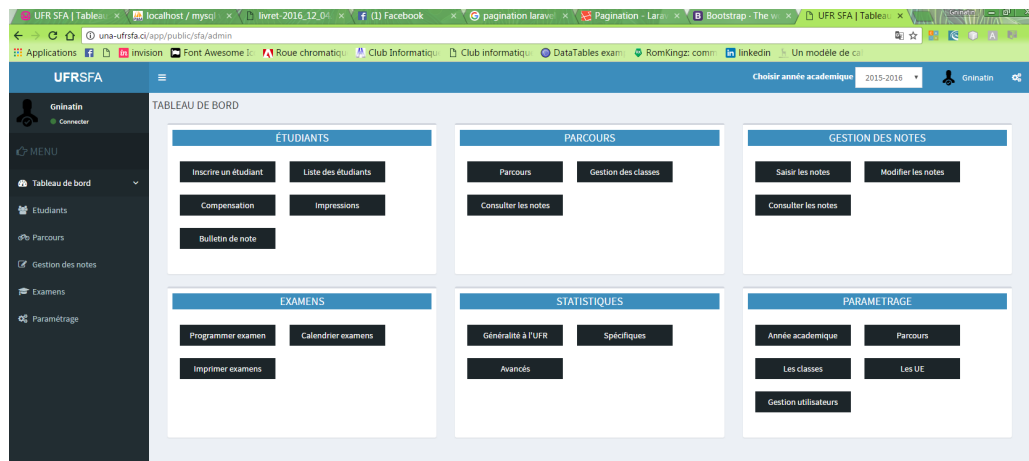 UFR SFA | Tableau
localhost / mysql
livret-2016_12_04
(1) Facebook
pagination laravel
Pagination - Lara
Bootstrap - The w
UFR SFA | Tableau
una-ufrsfa.ci/app/public/sfa/admin
Applications
invision
Font Awesome Ic
Roue chromatiqu
Club Informatiqu
Club informatiqu
DataTables exam
RomKingz: comm
linkedin
Un modèle de ca
UFRSFA
Choisir année academique
2015-2016
Gninatin
Gninatin
Connecter
MENU
Tableau de bord
Etudiants
Parcours
Gestion des notes
Examens
Paramétrage
TABLEAU DE BORD
ÉTUDIANTS
Inscrire un étudiant
Liste des étudiants
Compensation
Impressions
Bulletin de note
PARCOURS
Parcours
Gestion des classes
Consulter les notes
GESTION DES NOTES
Saisir les notes
Modifier les notes
Consulter les notes
EXAMENS
Programmer examen
Calendrier examens
Imprimer examens
STATISTIQUES
Généralité à l'UFR
Spécifiques
Avancés
PARAMETRAGE
Année academique
Parcours
Les classes
Les UE
Gestion utilisateurs